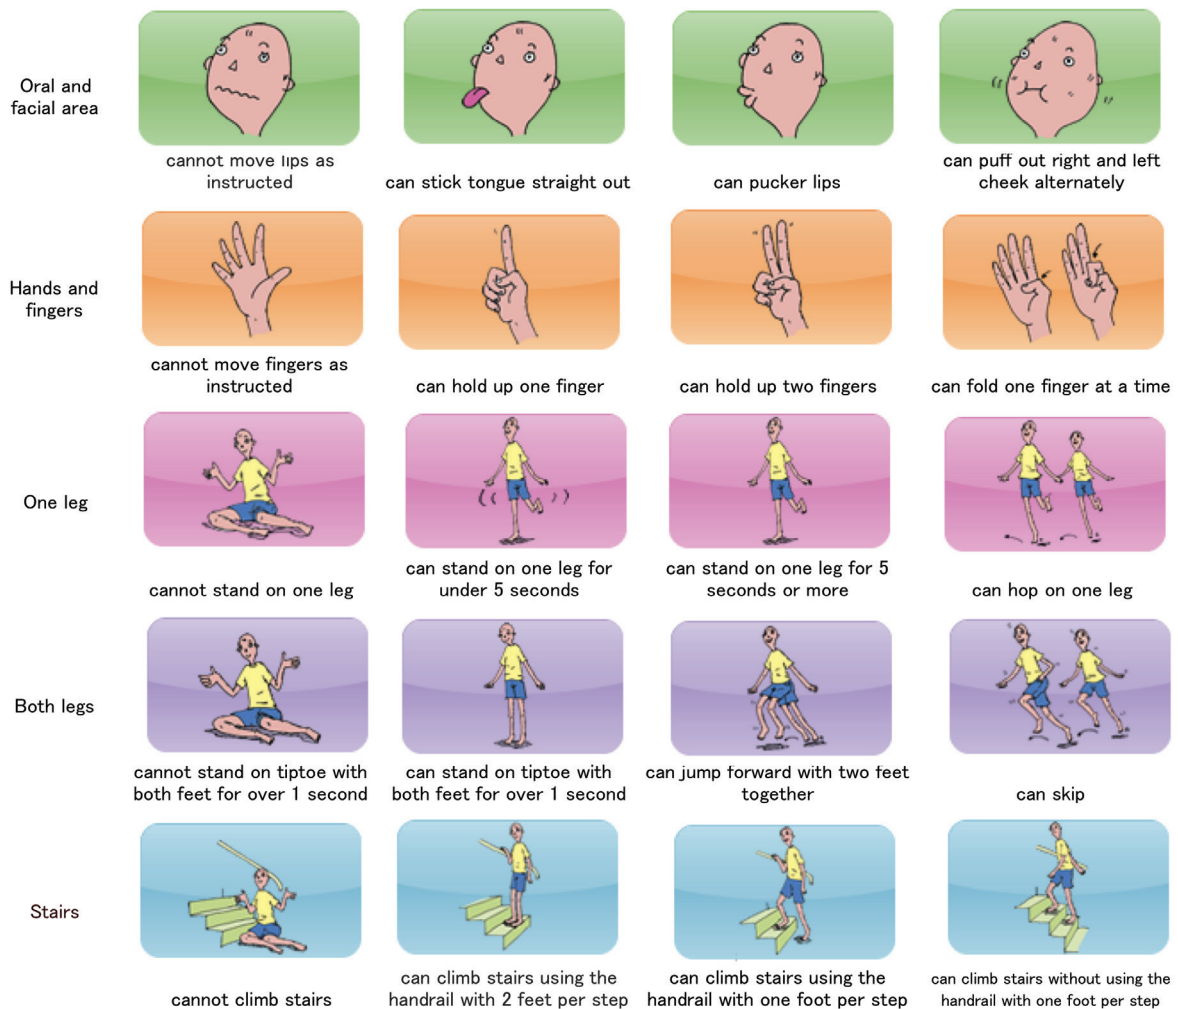 Oral and
facial area
cannot move lips as
instructed
can stick tongue straight out
can pucker lips
can puff out right and left
cheek alternately
Hands and
fingers
cannot move fingers as
instructed
can hold up one finger
can hold up two fingers
can fold one finger at a time
One leg
cannot stand on one leg
can stand on one leg for
under 5 seconds
can stand on one leg for 5
seconds or more
can hop on one leg
Both legs
cannot stand on tiptoe with
both feet for over 1 second
can stand on tiptoe with
both feet for over 1 second
can jump forward with two feet
together
can skip
Stairs
cannot climb stairs
can climb stairs using the
handrail with 2 feet per step
can climb stairs using the
handrail with one foot per step
can climb stairs without using the
handrail with one foot per step